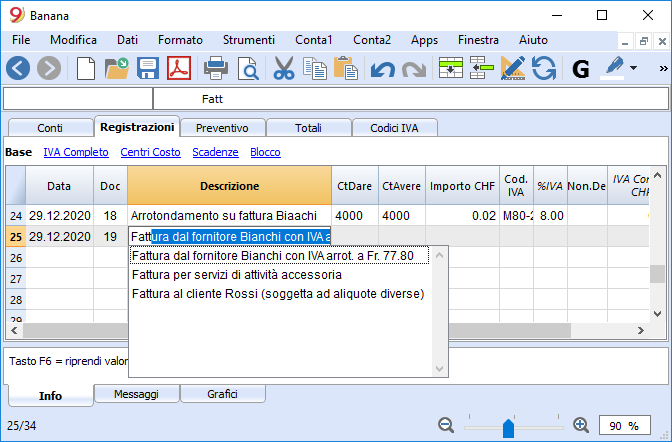 Banana
File Modifica Dati Formato Strumenti Conta1 Conta2 Apps Finestra Aiuto
G
»
Fatt
Conti Registrazioni Preventivo Totali Codici IVA
Base IVA Completo Centri Costo Scadenze Blocco
Data Doc Descrizione CtDare CtAvere Importo CHF Cod. IVA %IVA Non.De IVA Con CHF
24 29.12.2020 18 Arrotondamento su fattura Biaachi 4000 4000 0.02 M80-2 8.00
25 29.12.2020 19 Fattura dal fornitore Bianchi con IVA a
26 Fattura dal fornitore Bianchi con IVA arrot. a Fr. 77.80
27 Fattura per servizi di attività accessoria
28 Fattura al cliente Rossi (soggetta ad aliquote diverse)
29
Tasto F6 = riprendi valor
Info Messaggi Grafici
25/34 90 %